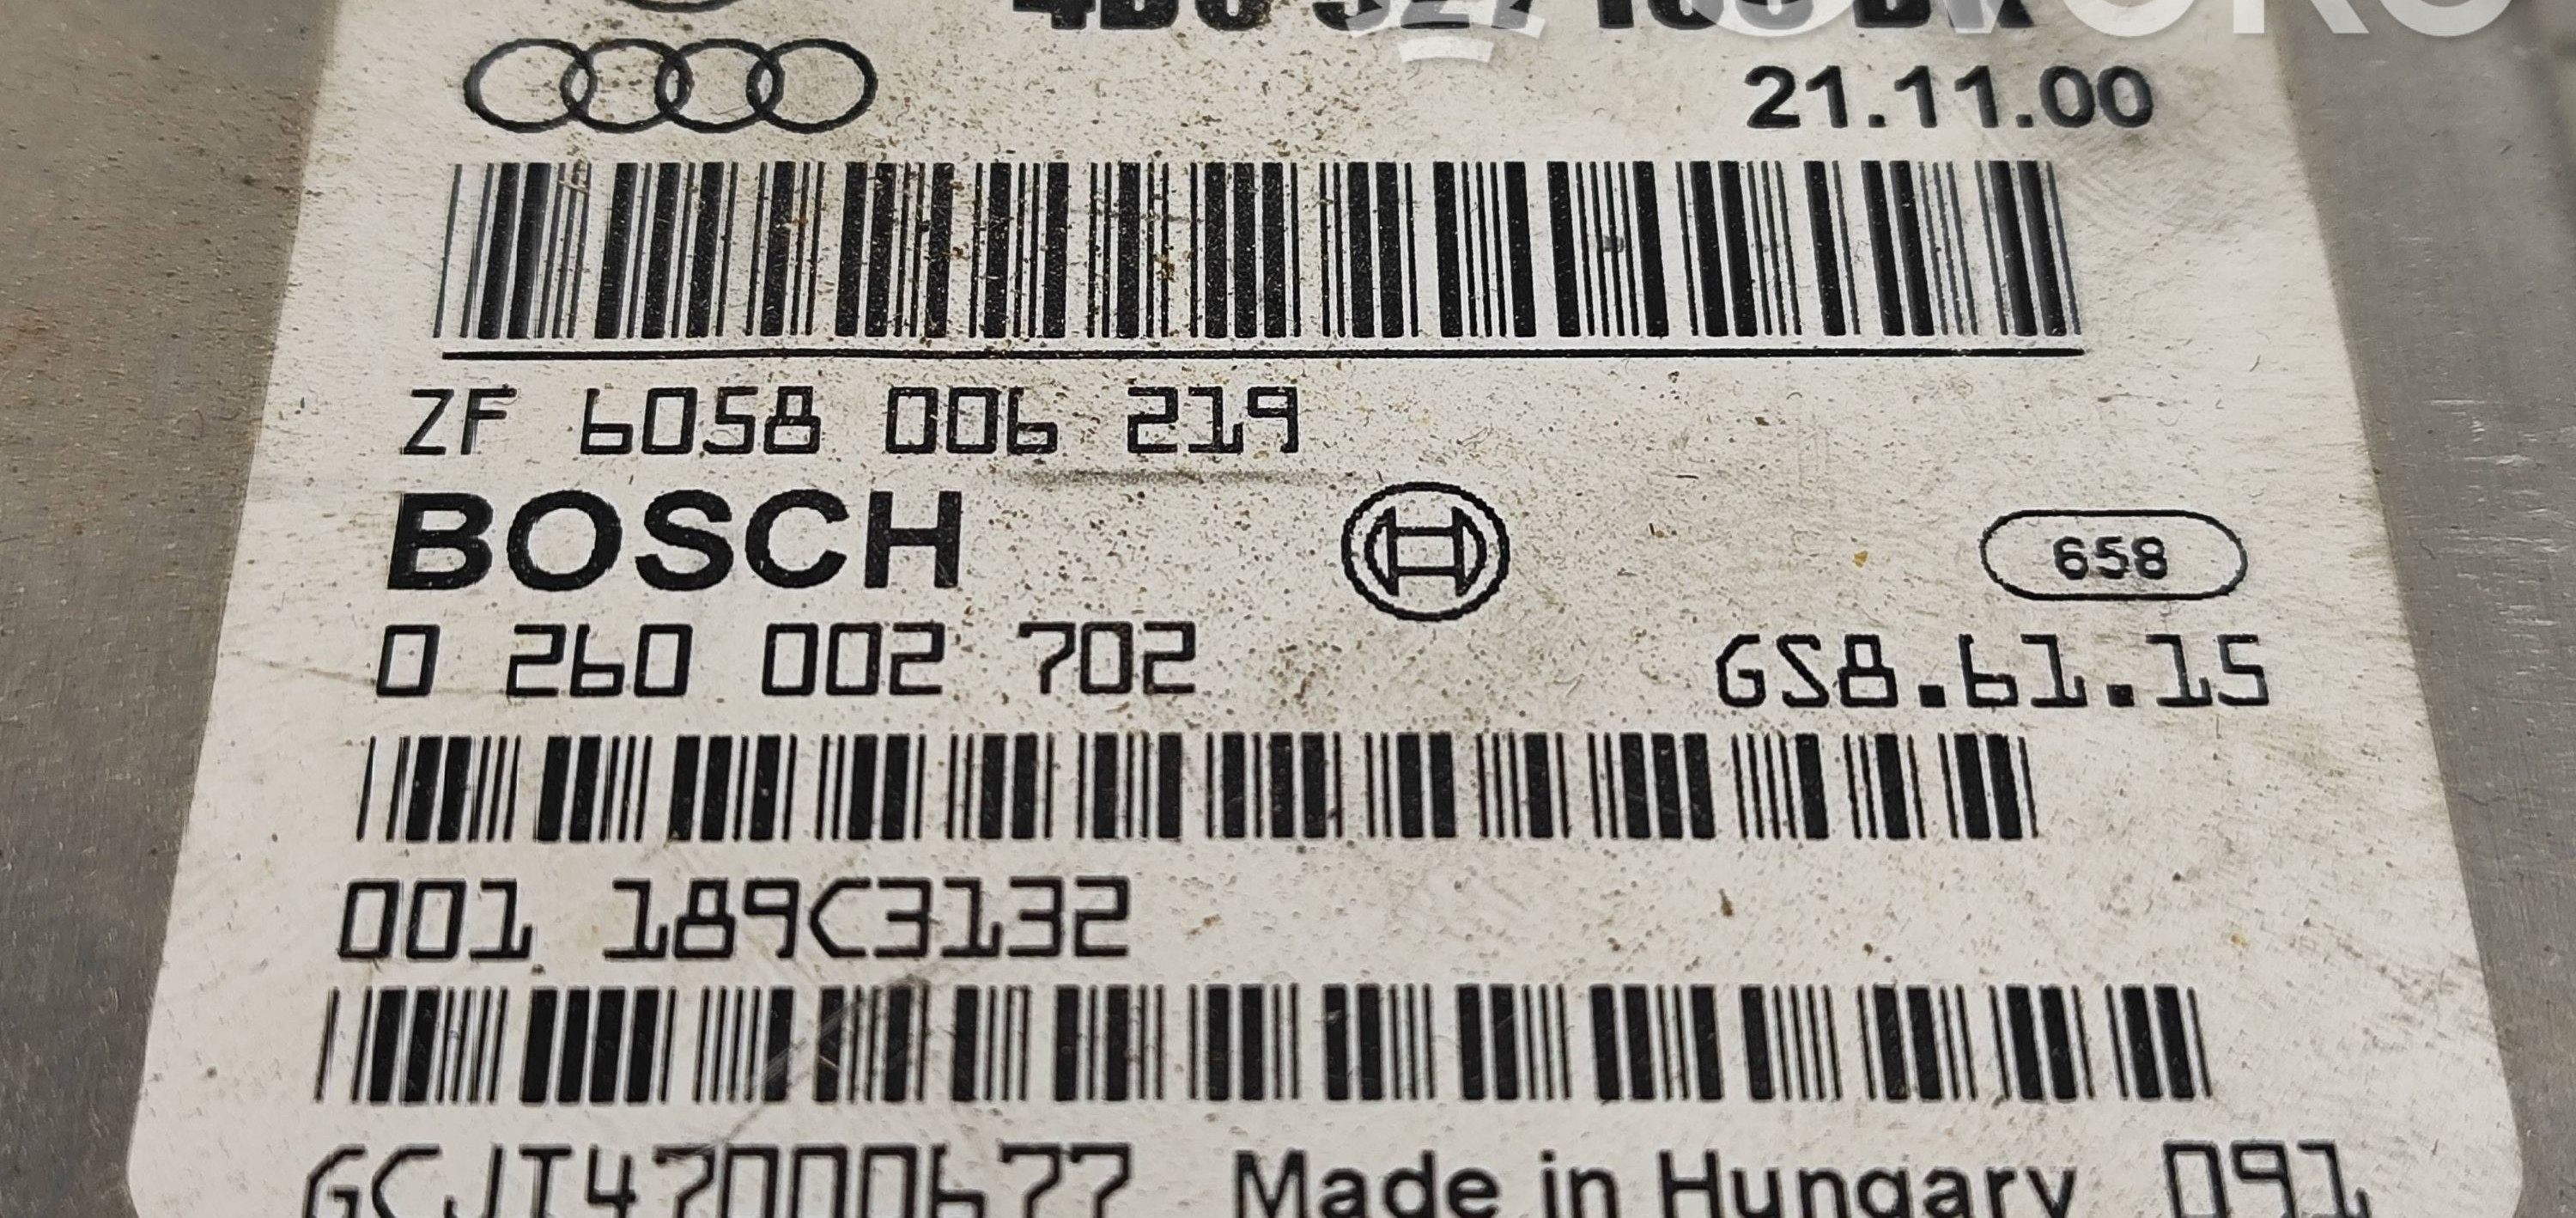 21.11.00
ZF 6058 006 219
BOSCH
658
0 260 002 702 GS8.61.15
001 189C3132
GCJI47000677 Made in Hungary 091